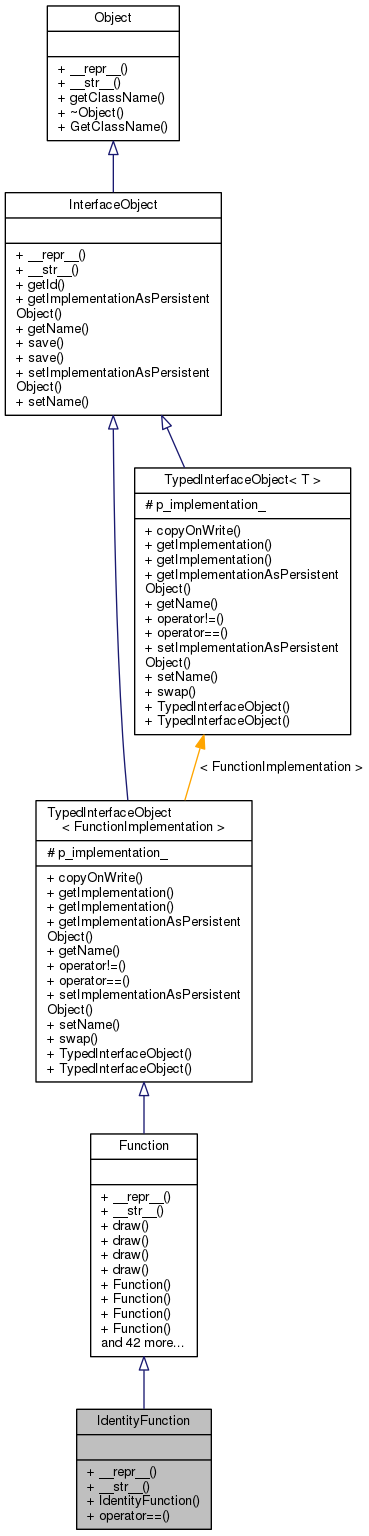 Object
+ __repr__()
+ __str__()
+ getClassName()
+ ~Object()
+ GetClassName()
InterfaceObject
+ __repr__()
+ __str__()
+ getId()
+ getImplementationAsPersistent
Object()
+ getName()
+ save()
+ save()
+ setImplementationAsPersistent
Object()
+ setName()
TypedInterfaceObject< T >
# p_implementation_
+ copyOnWrite()
+ getImplementation()
+ getImplementation()
+ getImplementationAsPersistent
Object()
+ getName()
+ operator!=()
+ operator==()
+ setImplementationAsPersistent
Object()
+ setName()
+ swap()
+ TypedInterfaceObject()
+ TypedInterfaceObject()
< FunctionImplementation >
TypedInterfaceObject
< FunctionImplementation >
# p_implementation_
+ copyOnWrite()
+ getImplementation()
+ getImplementation()
+ getImplementationAsPersistent
Object()
+ getName()
+ operator!=()
+ operator==()
+ setImplementationAsPersistent
Object()
+ setName()
+ swap()
+ TypedInterfaceObject()
+ TypedInterfaceObject()
Function
+ __repr__()
+ __str__()
+ draw()
+ draw()
+ draw()
+ draw()
+ Function()
+ Function()
+ Function()
+ Function()
and 42 more...
IdentityFunction
+ __repr__()
+ __str__()
+ IdentityFunction()
+ operator==()